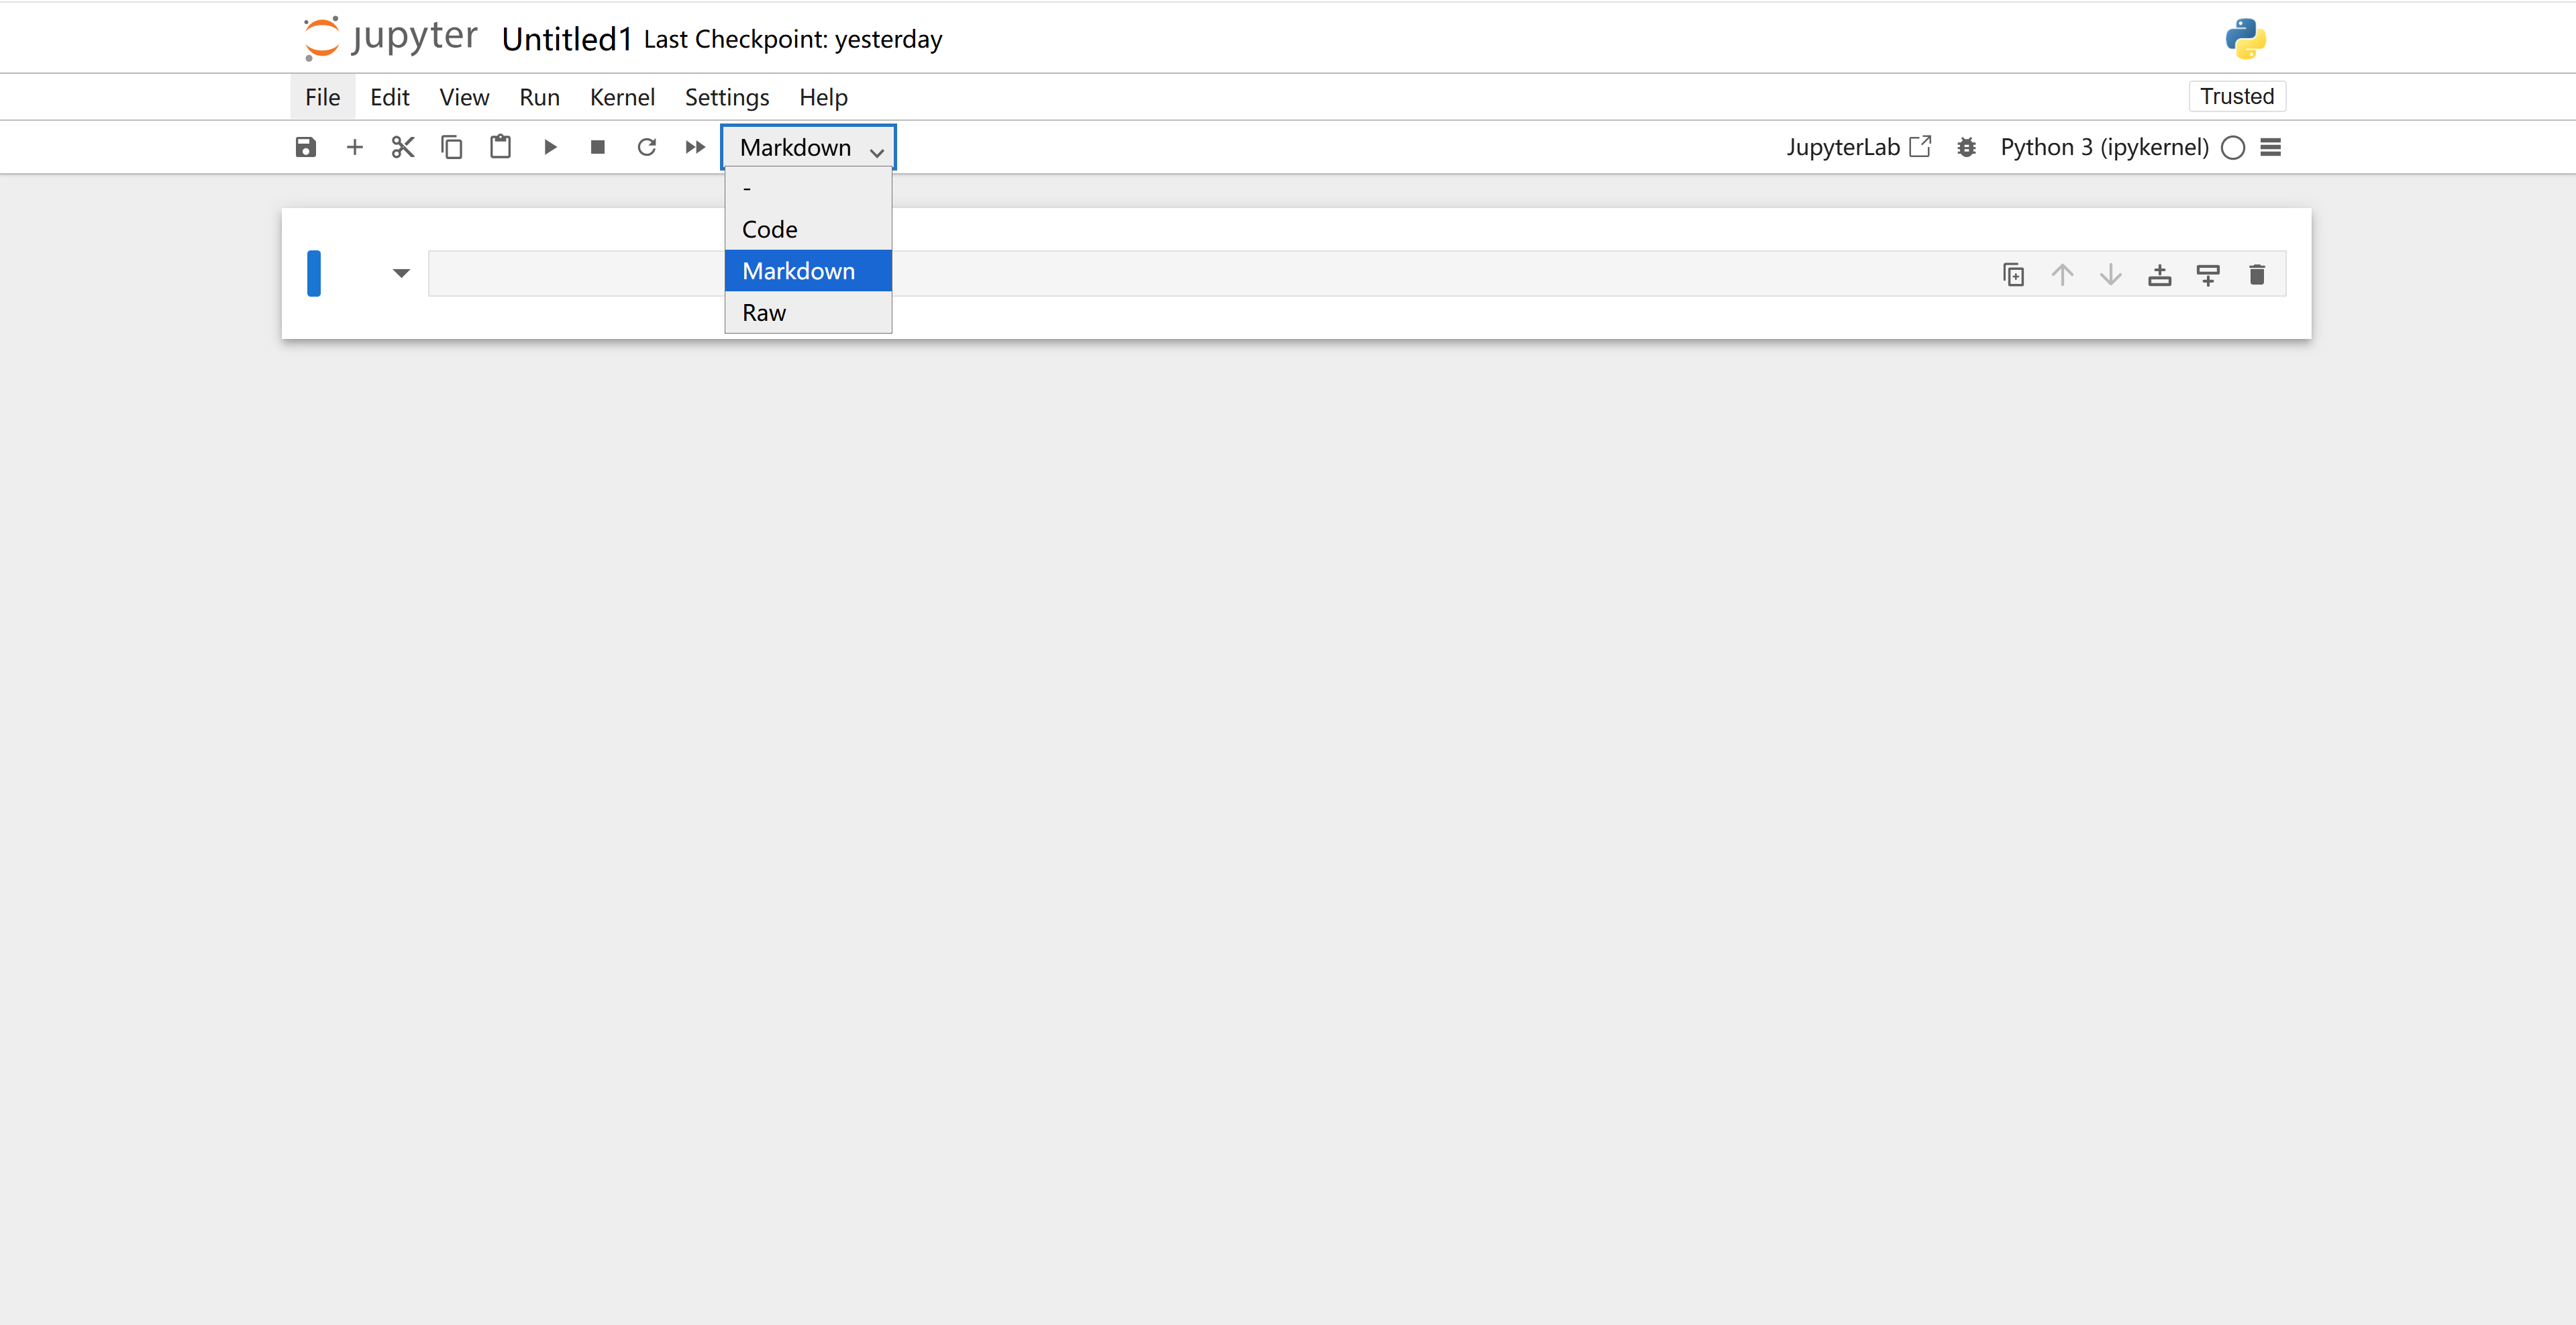 jupyter Untitled1 Last Checkpoint: yesterday
File Edit View Run Kernel Settings Help Trusted
Markdown JupyterLab Python 3 (ipykernel)
-
Code
Markdown
Raw